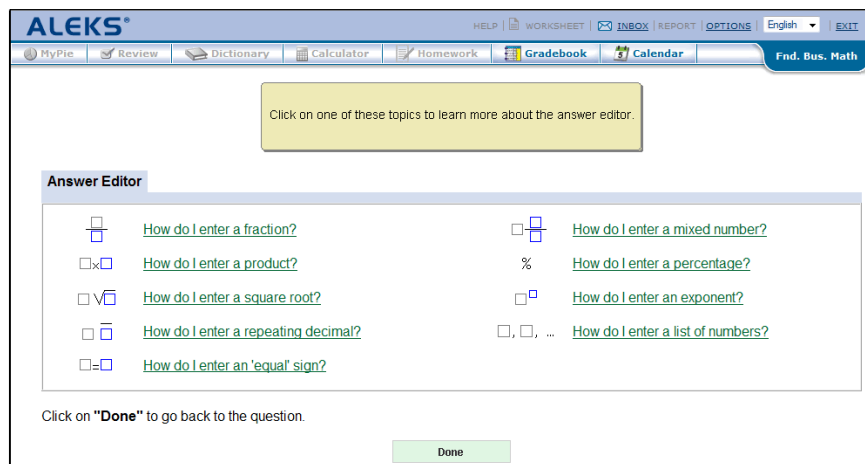 ALEKS®
HELP | WORKSHEET | INBOX | REPORT | OPTIONS | English | EXIT
MyPie Review Dictionary Calculator Homework Gradebook 5 Calendar Fnd. Bus. Math
Click on one of these topics to learn more about the answer editor.
Answer Editor
How do I enter a fraction? How do I enter a mixed number?
□×□ How do I enter a product? % How do I enter a percentage?
□√□ How do I enter a square root? How do I enter an exponent?
How do I enter a repeating decimal? □, □, ... How do I enter a list of numbers?
□=□ How do I enter an 'equal' sign?
Click on "Done" to go back to the question.
Done